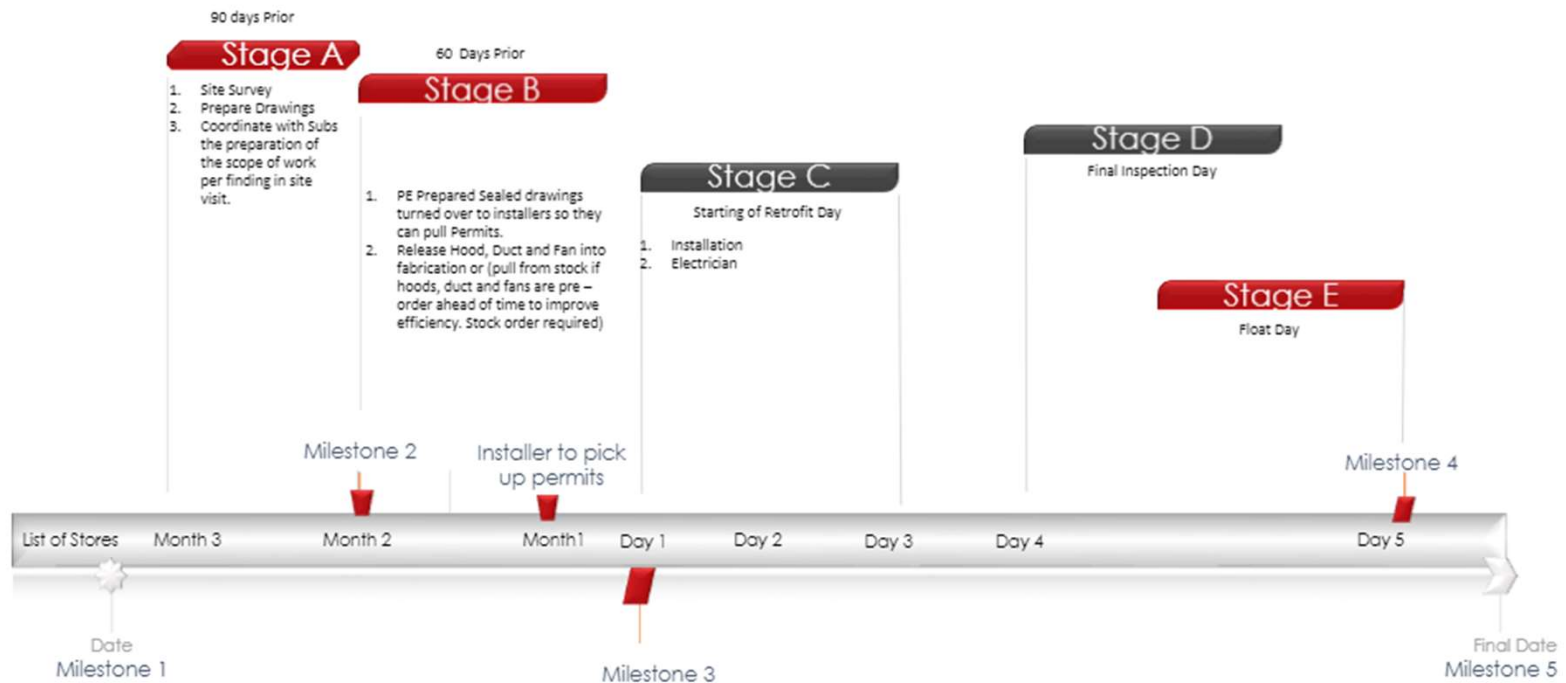 90 days Prior
Stage A
1. Site Survey
2. Prepare Drawings
3. Coordinate with Subs
the preparation of
the scope of work
per finding in site
visit.
60 Days Prior
Stage B
1. PE Prepared Sealed drawings
turned over to installers so they
can pull Permits.
2. Release Hood, Duct and Fan into
fabrication or (pull from stock if
hoods, duct and fans are pre –
order ahead of time to improve
efficiency. Stock order required)
Stage C
Starting of Retrofit Day
1. Installation
2. Electrician
Stage D
Final Inspection Day
Stage E
Float Day
Milestone 2
Installer to pick
up permits
Milestone 4
List of Stores
Month 3
Month 2
Month1
Day 1
Day 2
Day 3
Day 4
Day 5
Date
Milestone 1
Milestone 3
Final Date
Milestone 5